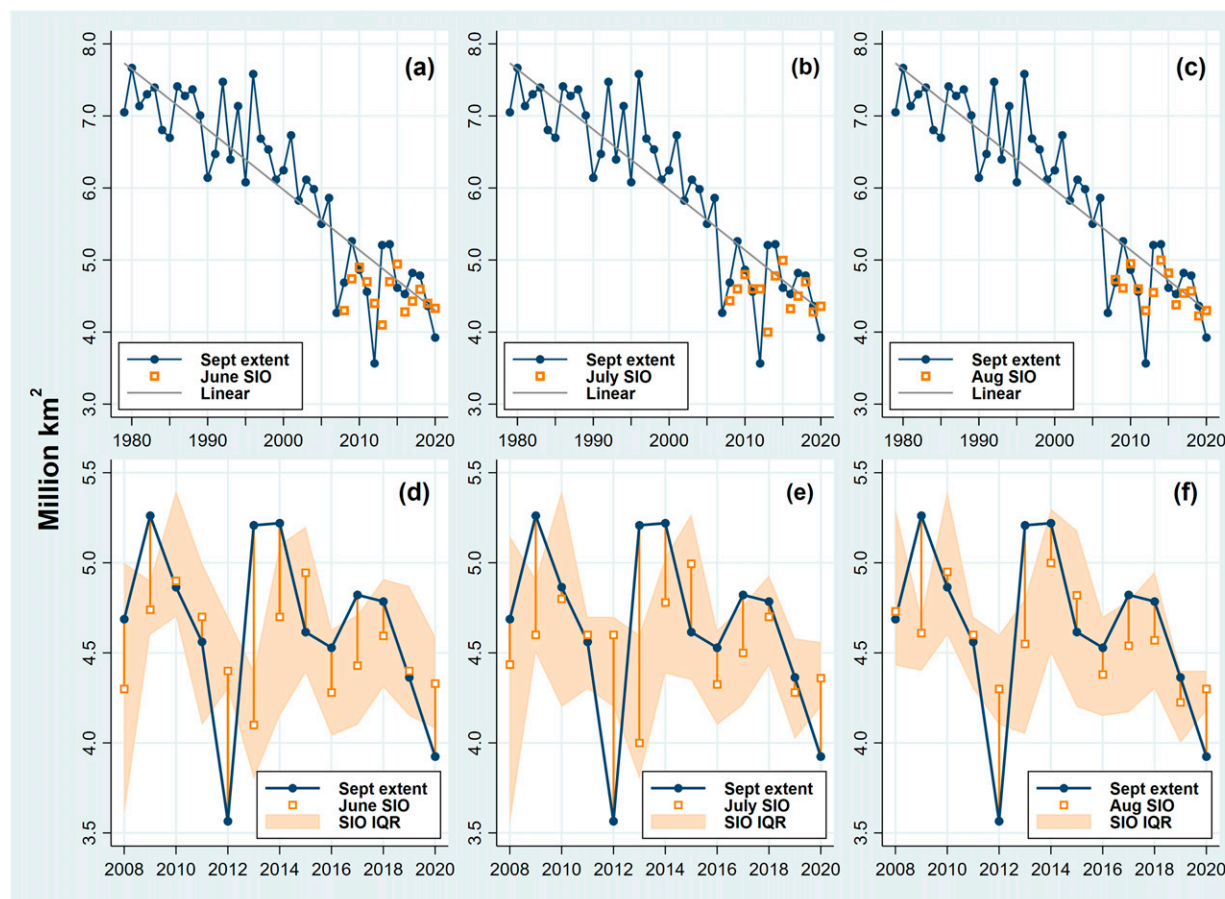 Million km²
(a)
8.0
7.0
6.0
5.0
4.0
3.0
Sept extent
June SIO
Linear
1980 1990 2000 2010 2020
(b)
8.0
7.0
6.0
5.0
4.0
3.0
Sept extent
July SIO
Linear
1980 1990 2000 2010 2020
(c)
8.0
7.0
6.0
5.0
4.0
3.0
Sept extent
Aug SIO
Linear
1980 1990 2000 2010 2020
(d)
5.5
5.0
4.5
4.0
3.5
Sept extent
June SIO
SIO IQR
2008 2010 2012 2014 2016 2018 2020
(e)
5.5
5.0
4.5
4.0
3.5
Sept extent
July SIO
SIO IQR
2008 2010 2012 2014 2016 2018 2020
(f)
5.5
5.0
4.5
4.0
3.5
Sept extent
Aug SIO
SIO IQR
2008 2010 2012 2014 2016 2018 2020